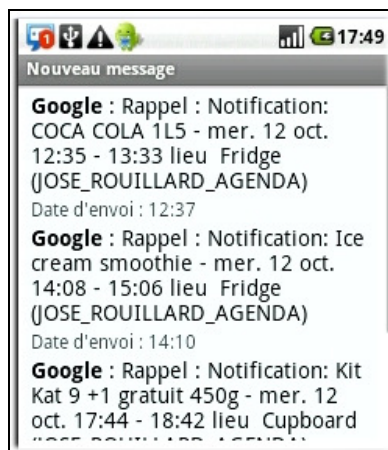 1
17:49
Nouveau message
Google : Rappel : Notification:
COCA COLA 1L5 - mer. 12 oct.
12:35 - 13:33 lieu Fridge
(JOSE_ROUILLARD_AGENDA)
Date d'envoi : 12:37
Google : Rappel : Notification: Ice
cream smoothie - mer. 12 oct.
14:08 - 15:06 lieu Fridge
(JOSE_ROUILLARD_AGENDA)
Date d'envoi : 14:10
Google : Rappel : Notification: Kit
Kat 9 +1 gratuit 450g - mer. 12
oct. 17:44 - 18:42 lieu Cupboard